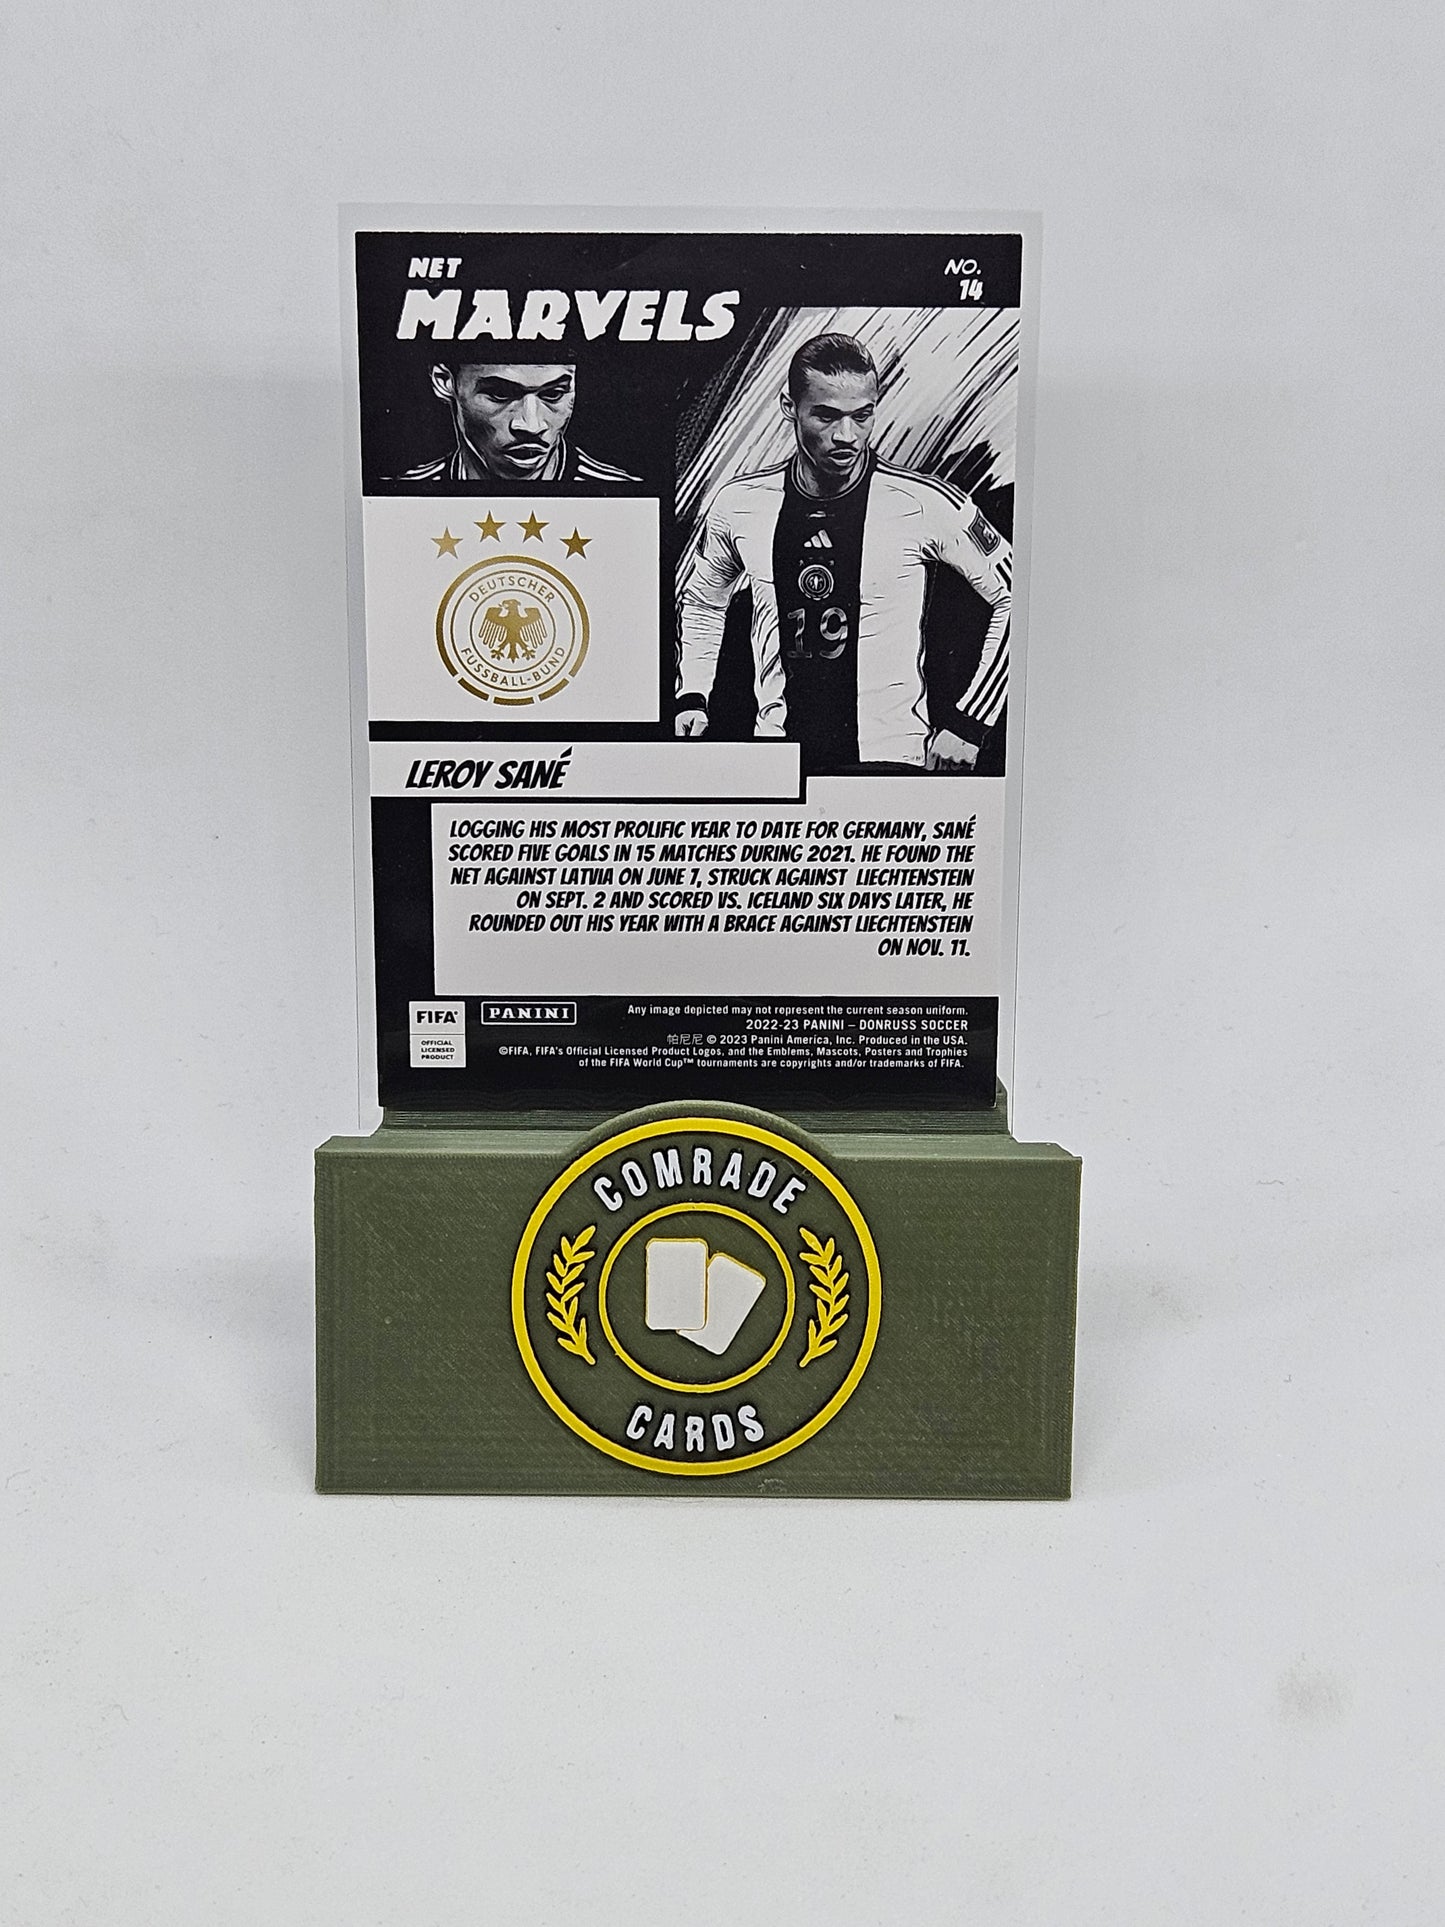 NET
MARVELS
NO.
14
DEUTSCHER
FUSSBALL-BUND
19
LEROY SANÉ
LOGGING HIS MOST PROLIFIC YEAR TO DATE FOR GERMANY, SANÉ
SCORED FIVE GOALS IN 15 MATCHES DURING 2021. HE FOUND THE
NET AGAINST LATVIA ON JUNE 7, STRUCK AGAINST LIECHTENSTEIN
ON SEPT. 2 AND SCORED VS. ICELAND SIX DAYS LATER, HE
ROUNDED OUT HIS YEAR WITH A BRACE AGAINST LIECHTENSTEIN
ON NOV. 11.
FIFA
OFFICIAL
LICENSED
PRODUCT
PANINI
Any image depicted may not represent the current season uniform.
2022-23 PANINI – DONRUSS SOCCER
帕尼尼 © 2023 Panini America, Inc. Produced in the USA.
©FIFA, FIFA's Official Licensed Product Logos, and the Emblems, Mascots, Posters and Trophies
of the FIFA World Cup™ tournaments are copyrights and/or trademarks of FIFA.
COMRADE
CARDS